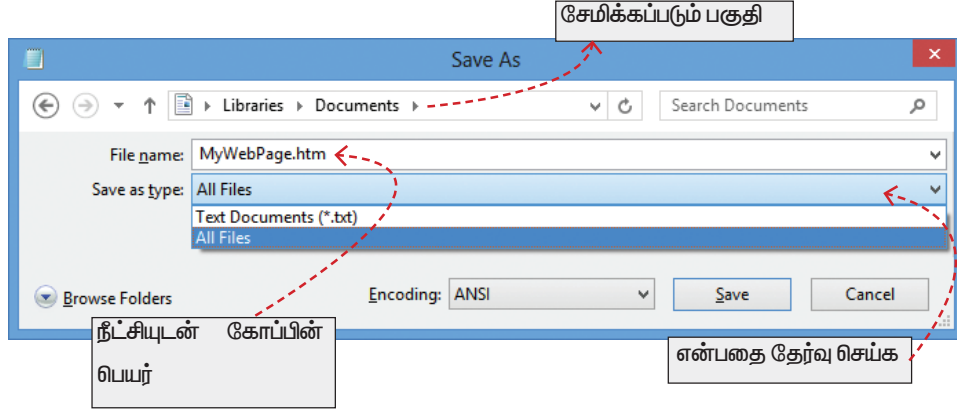 சேமிக்கப்படும் பகுதி
Save As
Libraries Documents
Search Documents
File name: MyWebPage.htm
Save as type: All Files
Text Documents (*.txt)
All Files
Browse Folders
Encoding: ANSI
Save
Cancel
நீட்சியுடன் கோப்பின்
பெயர்
என்பதை தேர்வு செய்க